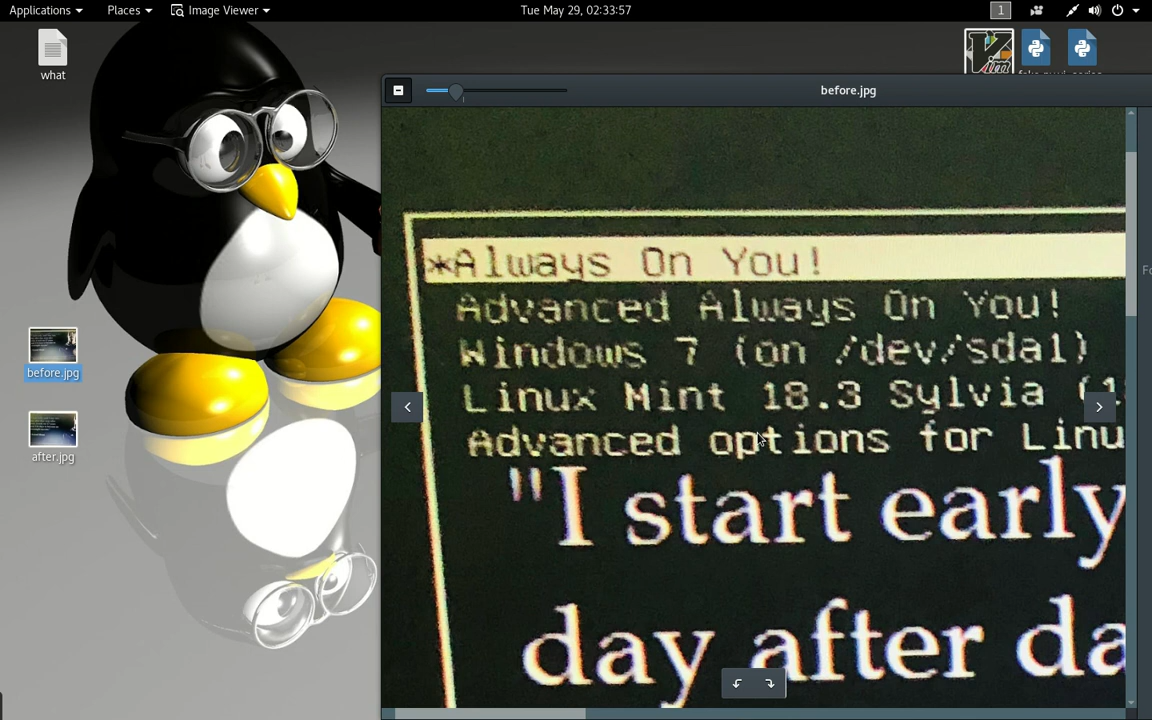 Applications Places Image Viewer Tue May 29, 02:33:57 1
what
before.jpg
*Always On You!
Advanced Always On You!
Windows 7 (on /dev/sda1)
Linux Mint 18.3 Sylvia
Advanced options for Linu
"I start early
day after da
before.jpg
after.jpg